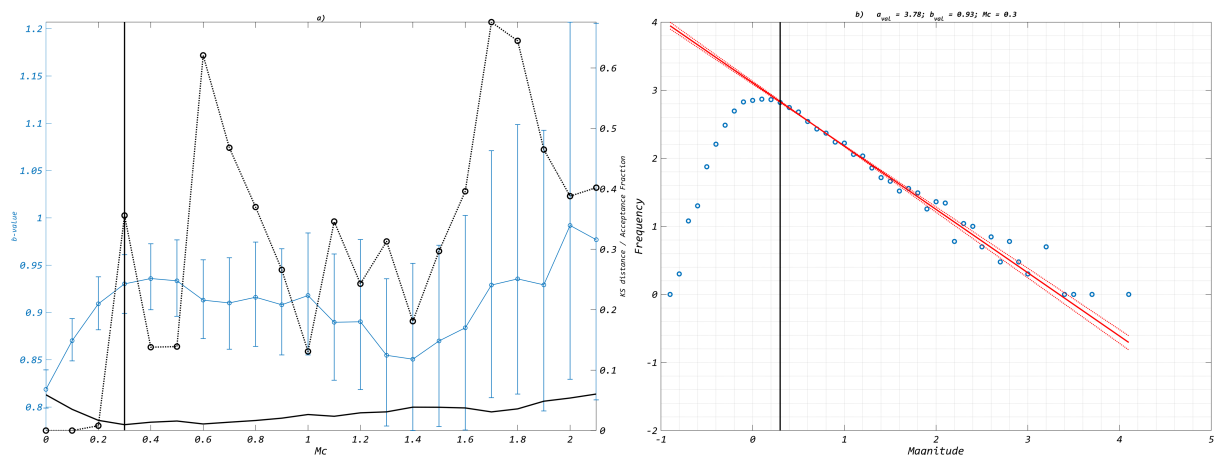 a)
1.2
1.15
1.1
1.05
1
0.95
0.9
0.85
0.8
b-value
0 0.2 0.4 0.6 0.8 1 1.2 1.4 1.6 1.8 2
Mc
0.6
0.5
0.4
0.3
0.2
0.1
0
KS distance / Acceptance Fraction
b) a_val = 3.78; b_val = 0.93; Mc = 0.3
4
3
2
1
0
-1
-2
Frequency
-1 0 1 2 3 4 5
Magnitude